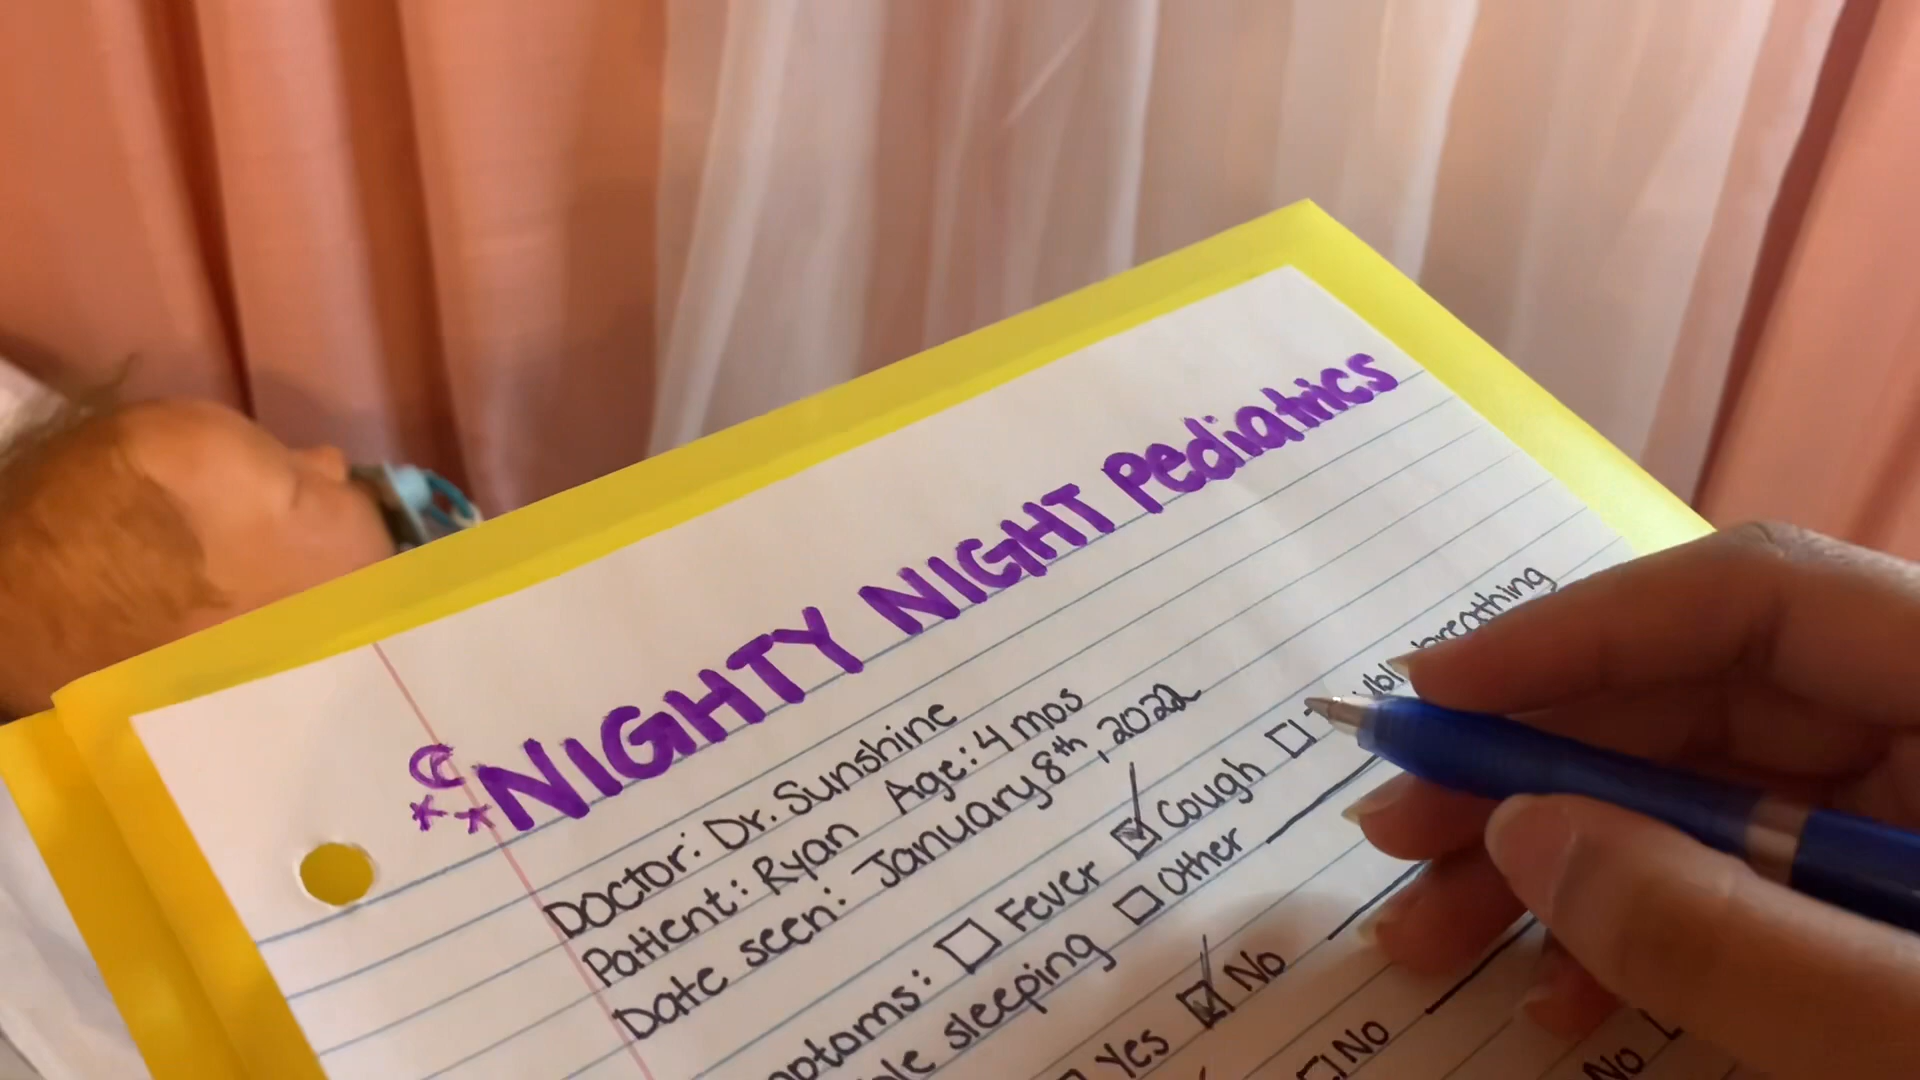 NIGHTY NIGHT Pediatrics
Doctor: Dr. Sunshine
Patient: Ryan Age: 4 mos
Date seen: January 8th, 2022
Fever Cough breathing
sleeping Other
Yes No
No
No